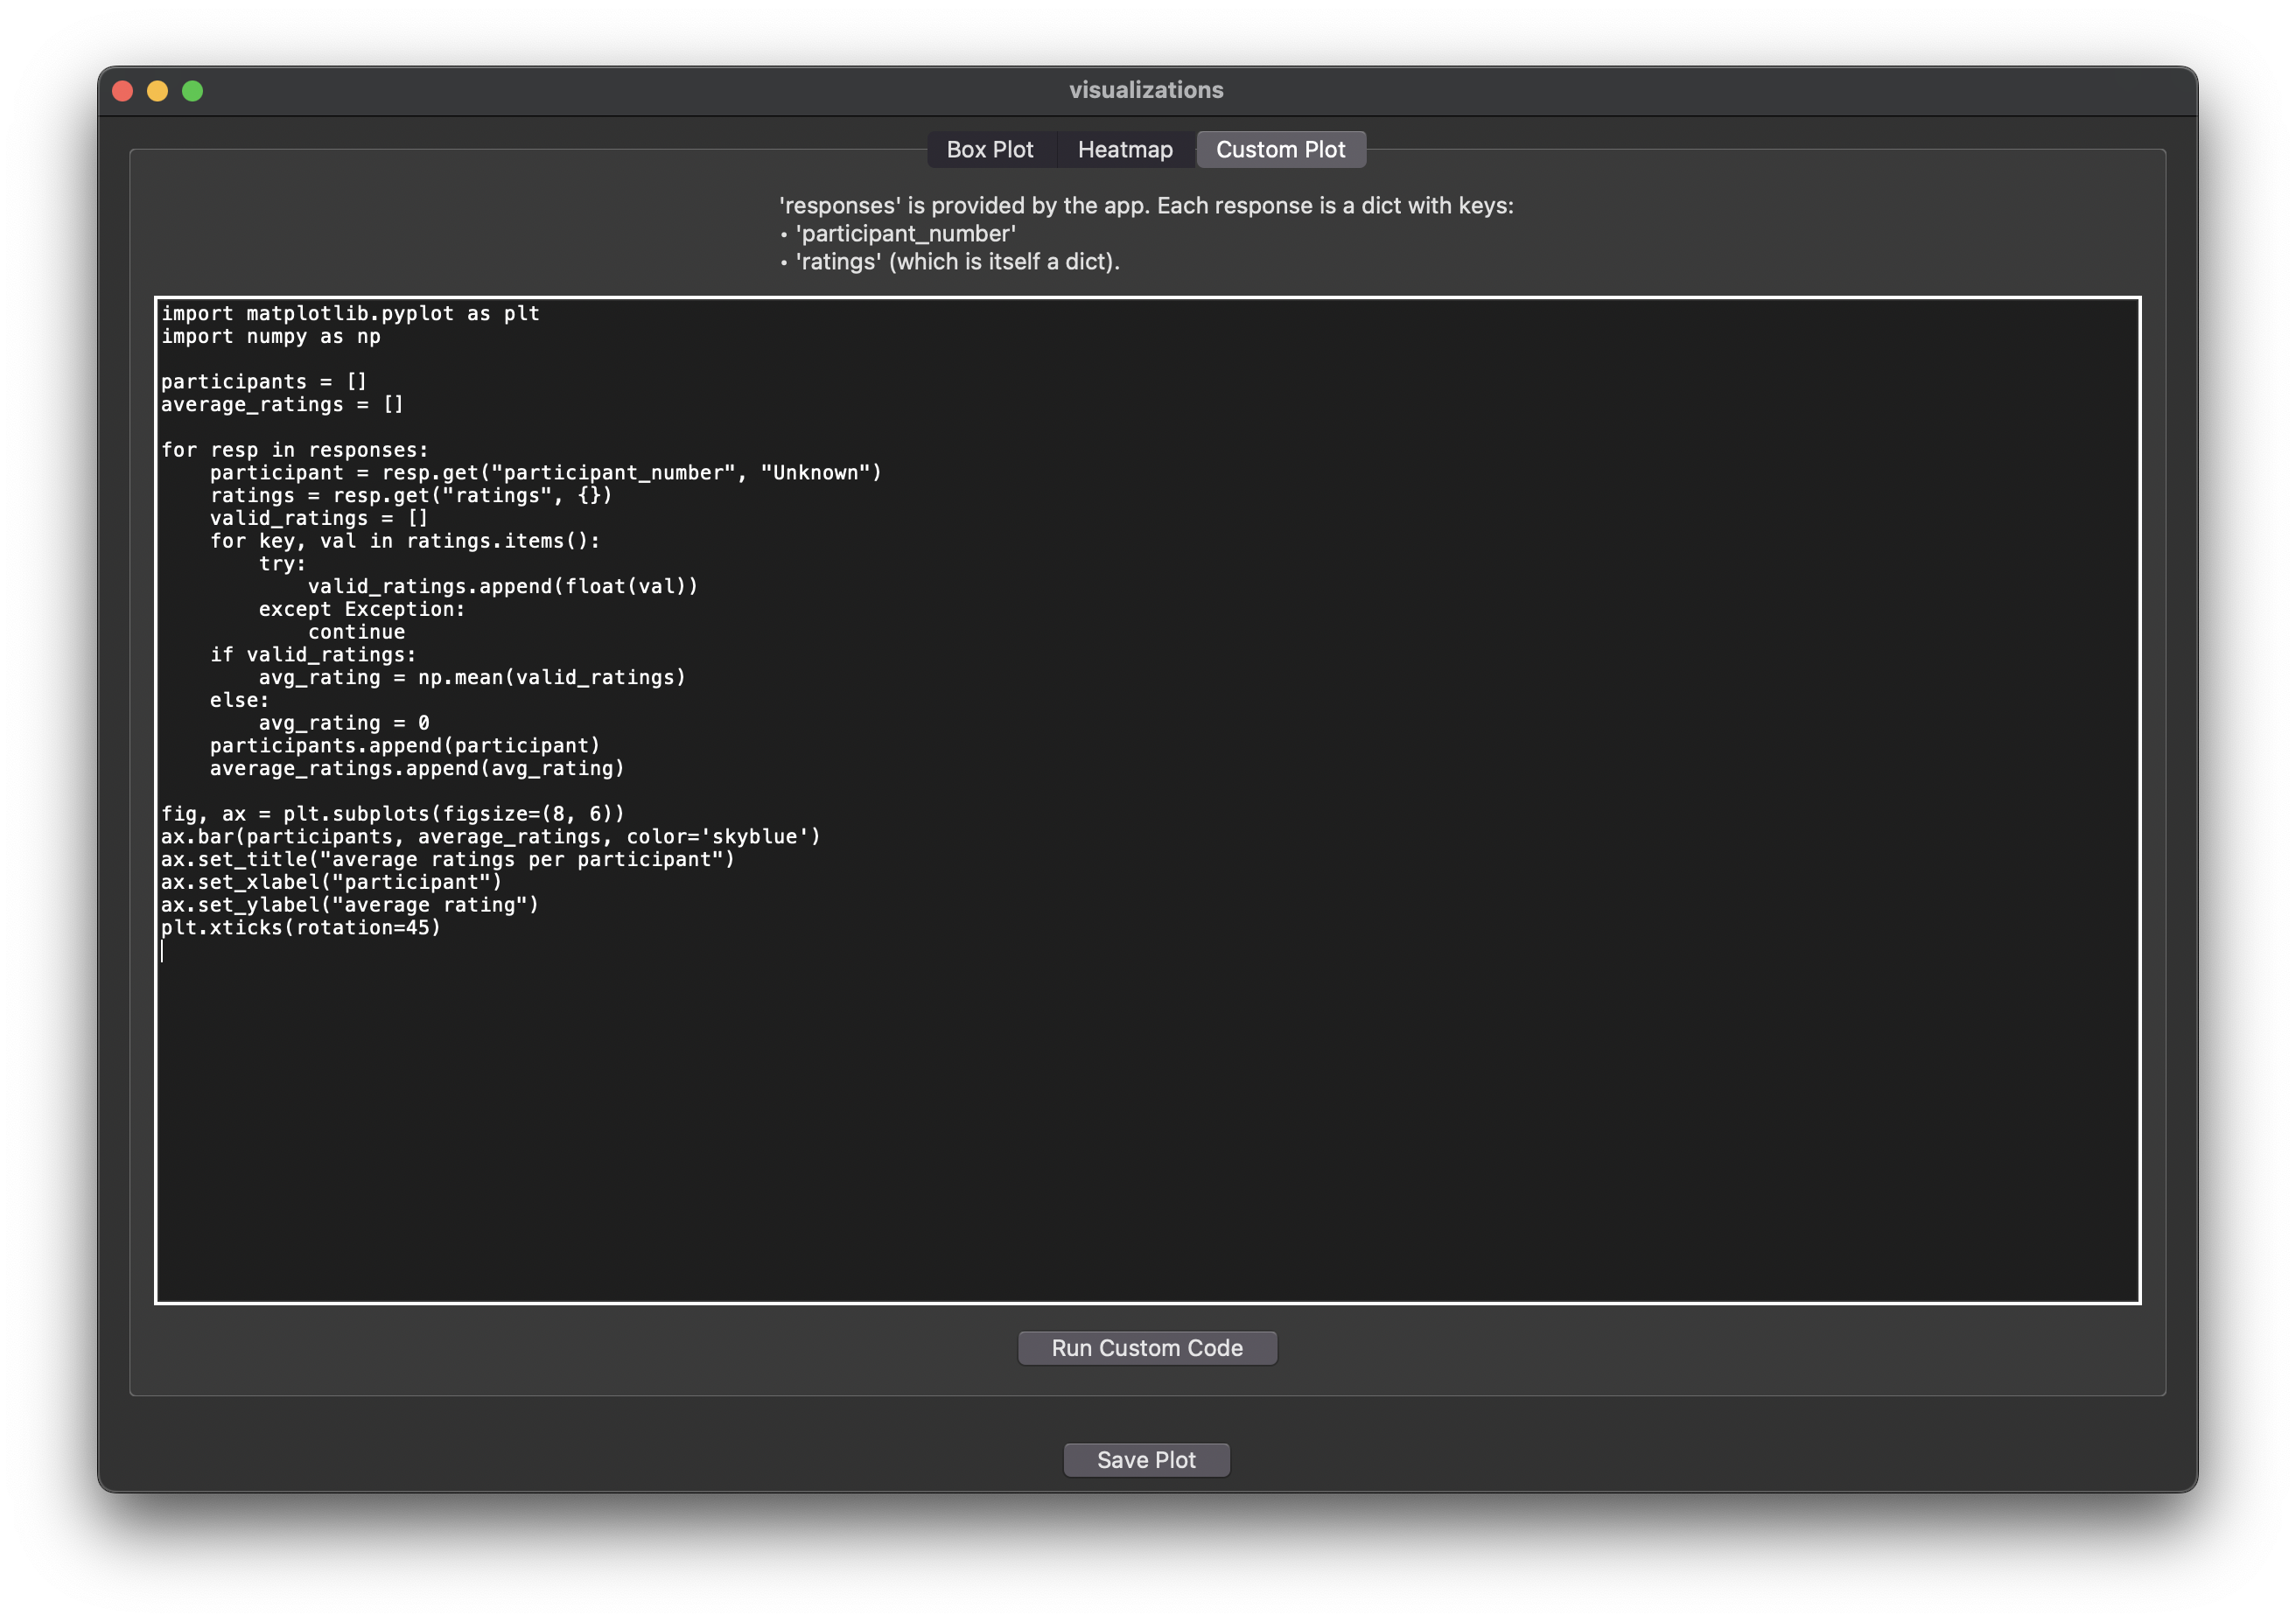 visualizations
Box Plot Heatmap Custom Plot
'responses' is provided by the app. Each response is a dict with keys:
• 'participant_number'
• 'ratings' (which is itself a dict).
import matplotlib.pyplot as plt
import numpy as np

participants = []
average_ratings = []

for resp in responses:
    participant = resp.get("participant_number", "Unknown")
    ratings = resp.get("ratings", {})
    valid_ratings = []
    for key, val in ratings.items():
        try:
            valid_ratings.append(float(val))
        except Exception:
            continue
    if valid_ratings:
        avg_rating = np.mean(valid_ratings)
    else:
        avg_rating = 0
    participants.append(participant)
    average_ratings.append(avg_rating)

fig, ax = plt.subplots(figsize=(8, 6))
ax.bar(participants, average_ratings, color='skyblue')
ax.set_title("average ratings per participant")
ax.set_xlabel("participant")
ax.set_ylabel("average rating")
plt.xticks(rotation=45)
Run Custom Code
Save Plot